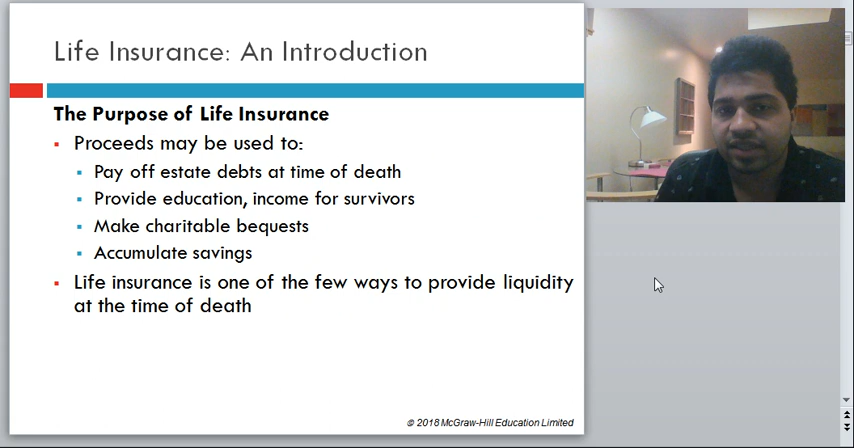 Life Insurance: An Introduction
The Purpose of Life Insurance
Proceeds may be used to:
Pay off estate debts at time of death
Provide education, income for survivors
Make charitable bequests
Accumulate savings
Life insurance is one of the few ways to provide liquidity
at the time of death
© 2018 McGraw-Hill Education Limited